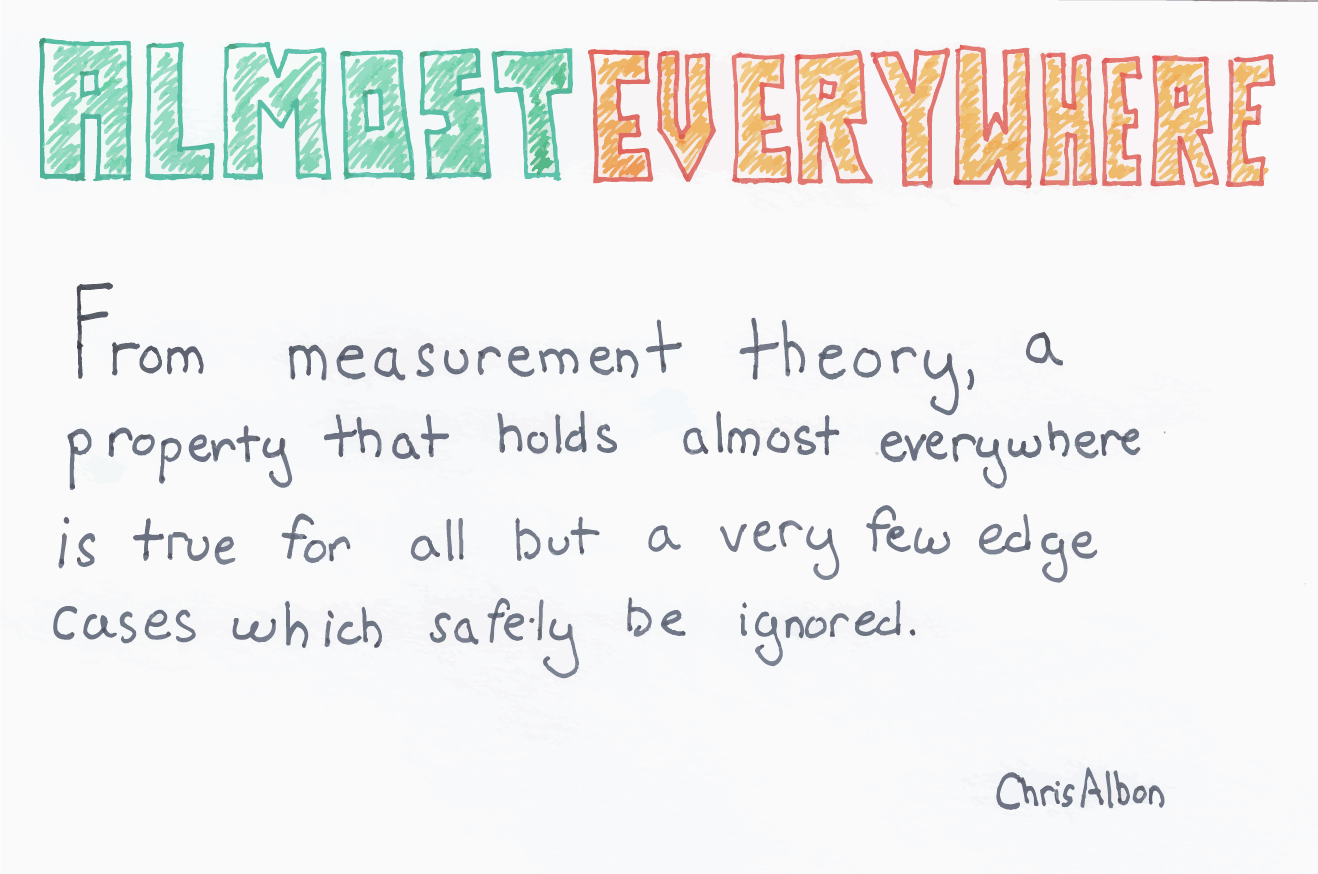 ALMOST EVERYWHERE
From measurement theory, a
property that holds almost everywhere
is true for all but a very few edge
cases which safely be ignored.
Chris Albon